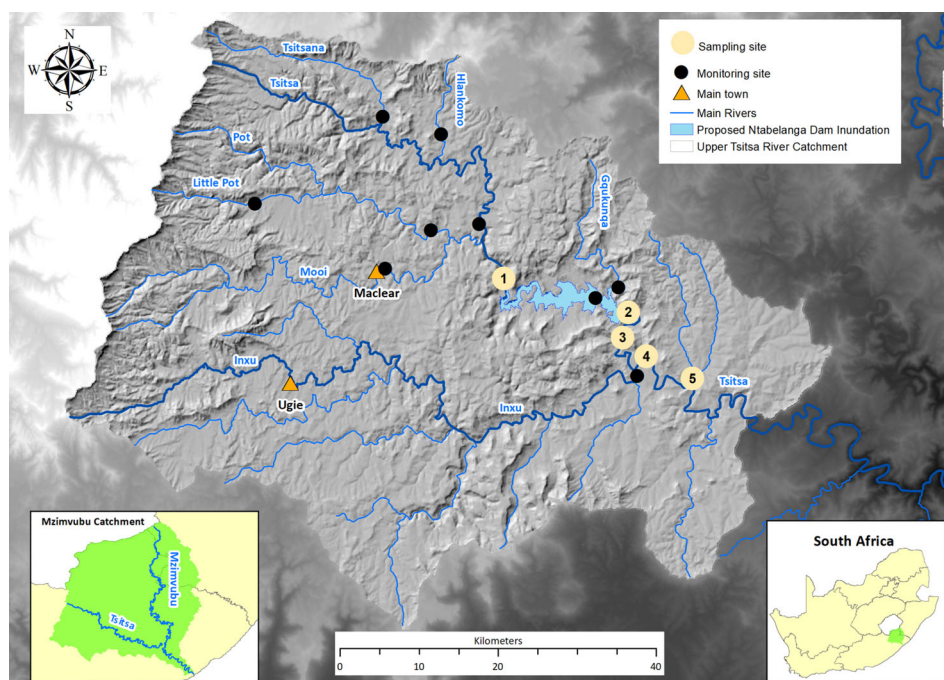 N
W
E
S
Tsitsana
Tsitsa
Hlankomo
Pot
Little Pot
Mooi
Maclear
Inxu
Ugie
Inxu
Gqukunqa
Tsitsa
1
2
3
4
5
Sampling site
Monitoring site
Main town
Main Rivers
Proposed Ntabelanga Dam Inundation
Upper Tsitsa River Catchment
Mzimvubu Catchment
Mzimvubu
Tsitsa
Kilometers
0 10 20 40
South Africa